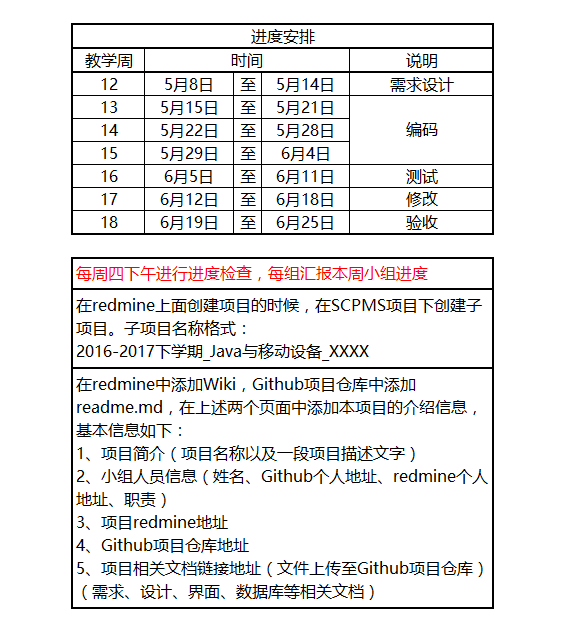 进度安排
教学周 时间 说明
12 5月8日 至 5月14日 需求设计
13 5月15日 至 5月21日
14 5月22日 至 5月28日 编码
15 5月29日 至 6月4日
16 6月5日 至 6月11日 测试
17 6月12日 至 6月18日 修改
18 6月19日 至 6月25日 验收
每周四下午进行进度检查，每组汇报本周小组进度
在redmine上面创建项目的时候，在SCPMS项目下创建子
项目。子项目名称格式：
2016-2017下学期_Java与移动设备_XXXX
在redmine中添加Wiki，Github项目仓库中添加
readme.md，在上述两个页面中添加本项目的介绍信息，
基本信息如下：
1、项目简介（项目名称以及一段项目描述文字）
2、小组人员信息（姓名、Github个人地址、redmine个人
地址、职责）
3、项目redmine地址
4、Github项目仓库地址
5、项目相关文档链接地址（文件上传至Github项目仓库）
（需求、设计、界面、数据库等相关文档）